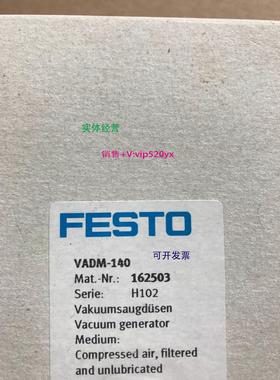 实体经营
销售+V:vip520yx
FESTO
可开发票
VADM-140
Mat.-Nr.: 162503
Serie: H102
Vakuumsaugdüsen
Vacuum generator
Medium:
Compressed air, filtered
and unlubricated